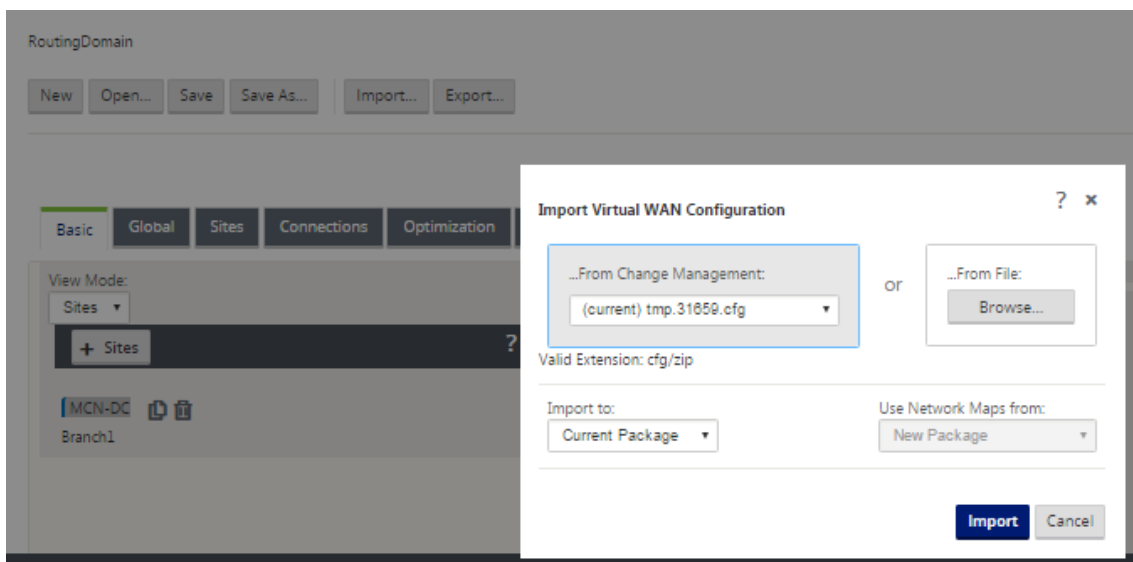 RoutingDomain
New Open... Save Save As... Import... Export...
Import Virtual WAN Configuration ? ×
Basic Global Sites Connections Optimization
...From Change Management: or ...From File:
(current) tmp.31659.cfg Browse...
View Mode:
Sites
+ Sites ?
Valid Extension: cfg/zip
MCN-DC
Branch1
Import to: Use Network Maps from:
Current Package New Package
Import Cancel